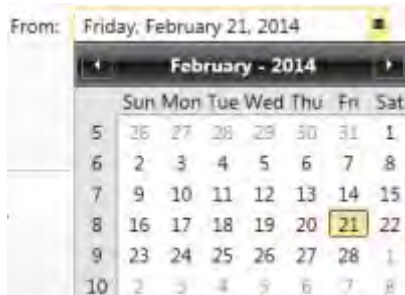 From: Friday, February 21, 2014
February - 2014
Sun Mon Tue Wed Thu Fri Sat
5 26 27 28 29 30 31 1
6 2 3 4 5 6 7 8
7 9 10 11 12 13 14 15
8 16 17 18 19 20 21 22
9 23 24 25 26 27 28 1
10 2 3 4 5 6 7 8